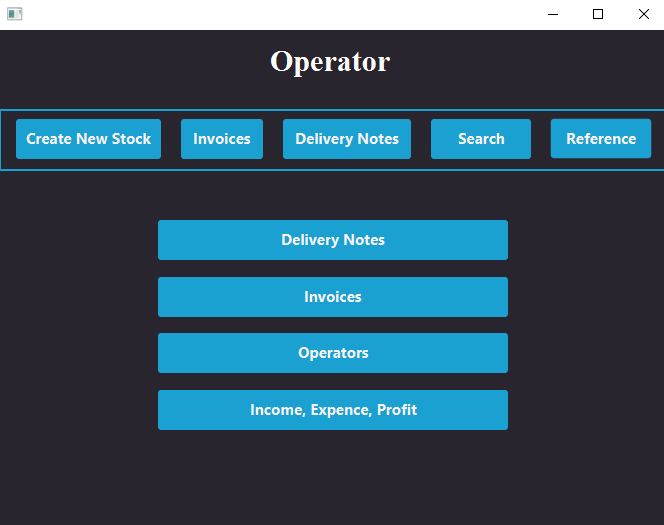 Operator
Create New Stock Invoices Delivery Notes Search Reference
Delivery Notes
Invoices
Operators
Income, Expence, Profit